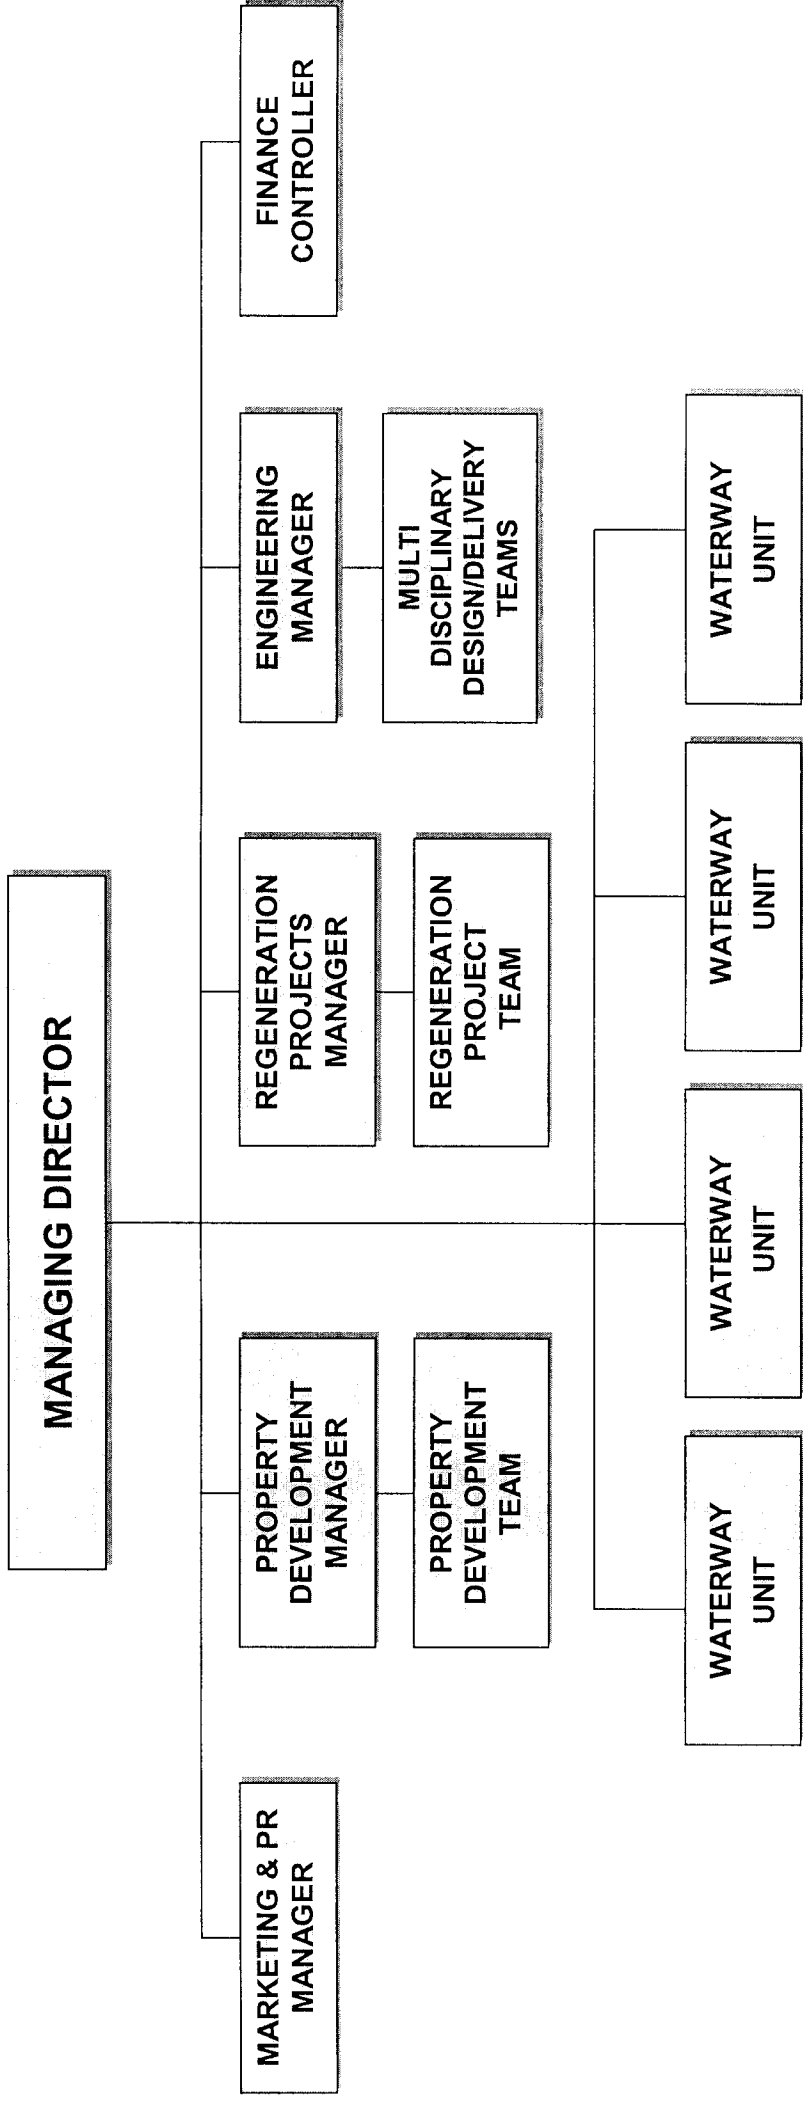 MANAGING DIRECTOR
MARKETING & PR
MANAGER
PROPERTY
DEVELOPMENT
MANAGER
REGENERATION
PROJECTS
MANAGER
ENGINEERING
MANAGER
FINANCE
CONTROLLER
PROPERTY
DEVELOPMENT
TEAM
REGENERATION
PROJECT
TEAM
MULTI
DISCIPLINARY
DESIGN/DELIVERY
TEAMS
WATERWAY
UNIT
WATERWAY
UNIT
WATERWAY
UNIT
WATERWAY
UNIT